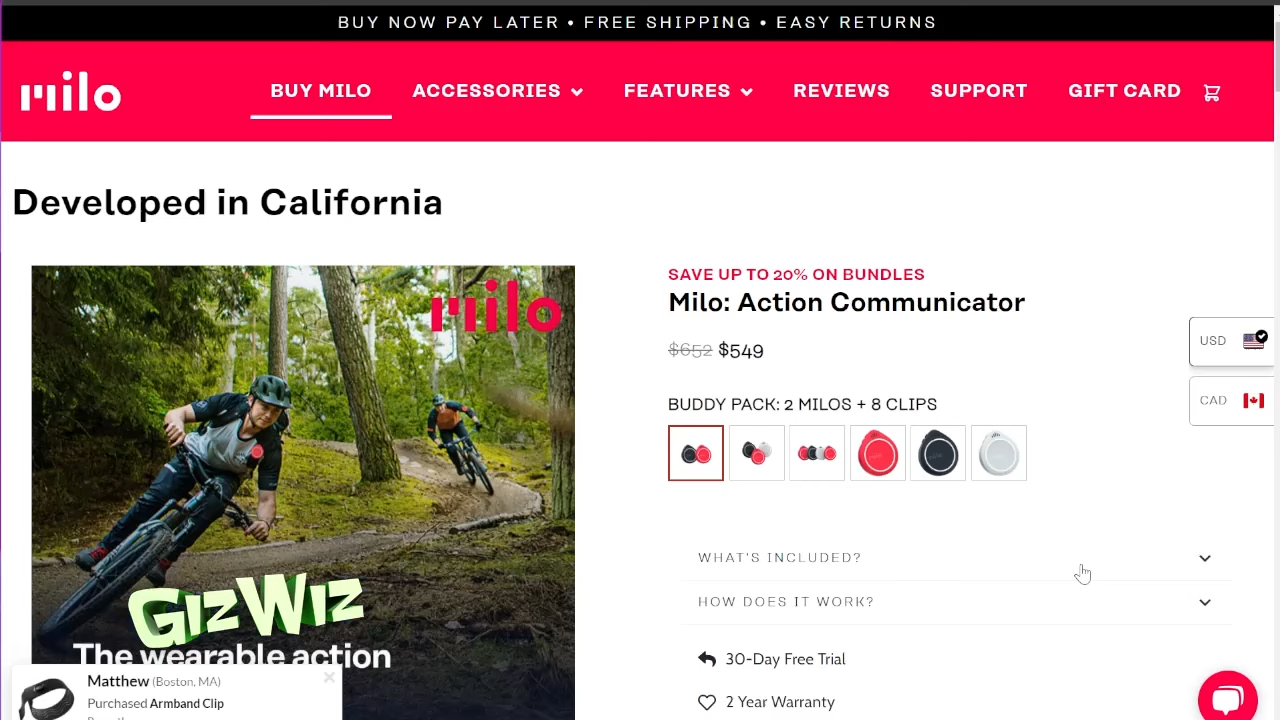 BUY NOW PAY LATER • FREE SHIPPING • EASY RETURNS
milo
BUY MILO
ACCESSORIES
FEATURES
REVIEWS
SUPPORT
GIFT CARD
Developed in California
milo
SAVE UP TO 20% ON BUNDLES
Milo: Action Communicator
$652 $549
USD
CAD
BUDDY PACK: 2 MILOS + 8 CLIPS
WHAT'S INCLUDED?
HOW DOES IT WORK?
GIZWIZ
The wearable action
30-Day Free Trial
2 Year Warranty
Matthew (Boston, MA)
Purchased Armband Clip